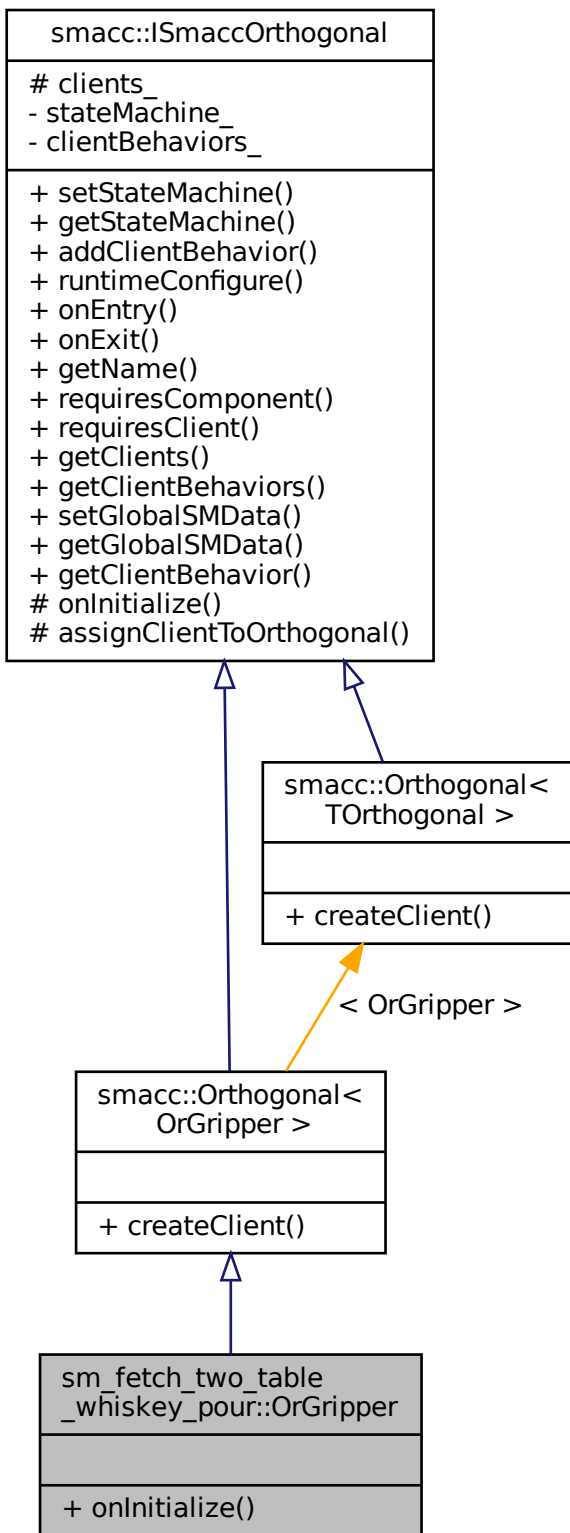 smacc::ISmaccOrthogonal
# clients_
- stateMachine_
- clientBehaviors_
+ setStateMachine()
+ getStateMachine()
+ addClientBehavior()
+ runtimeConfigure()
+ onEntry()
+ onExit()
+ getName()
+ requiresComponent()
+ requiresClient()
+ getClients()
+ getClientBehaviors()
+ setGlobalSMData()
+ getGlobalSMData()
+ getClientBehavior()
# onInitialize()
# assignClientToOrthogonal()
smacc::Orthogonal<
TOrthogonal >
+ createClient()
< OrGripper >
smacc::Orthogonal<
OrGripper >
+ createClient()
sm_fetch_two_table
_whiskey_pour::OrGripper
+ onInitialize()